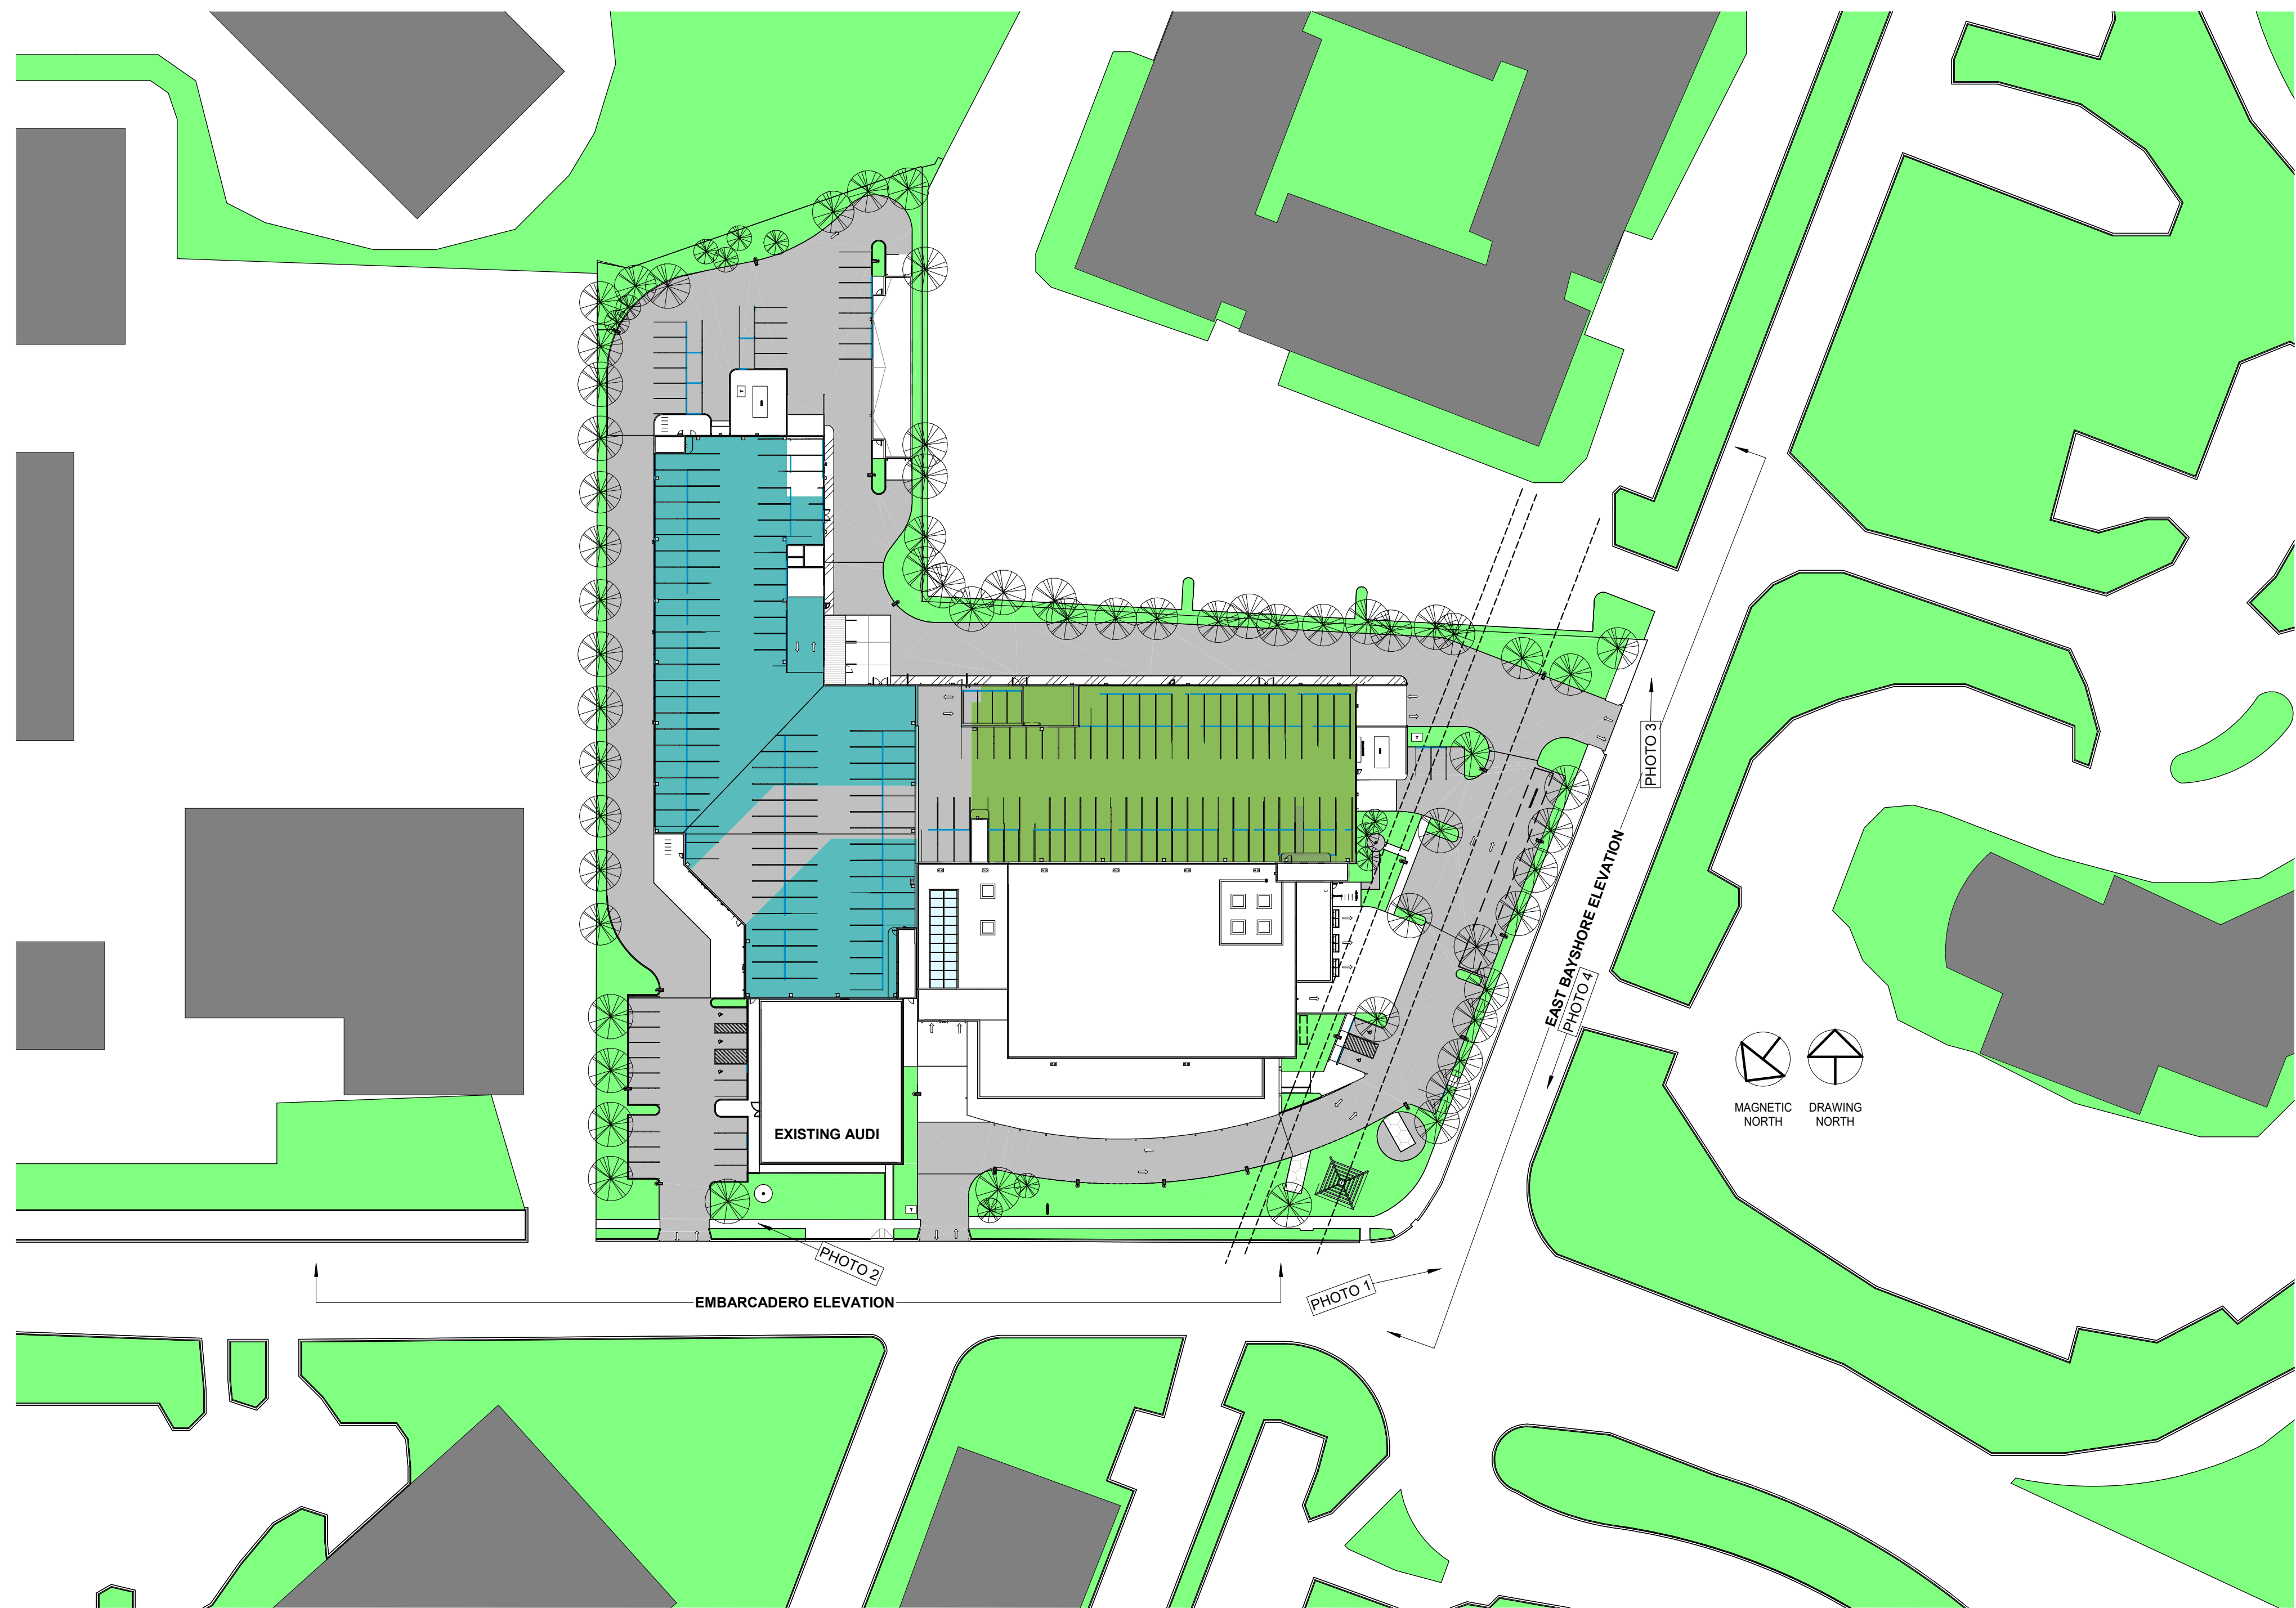 PHOTO 3
EAST BAYSHORE ELEVATION
PHOTO 4
MAGNETIC
NORTH
DRAWING
NORTH
EXISTING AUDI
PHOTO 2
PHOTO 1
EMBARCADERO ELEVATION